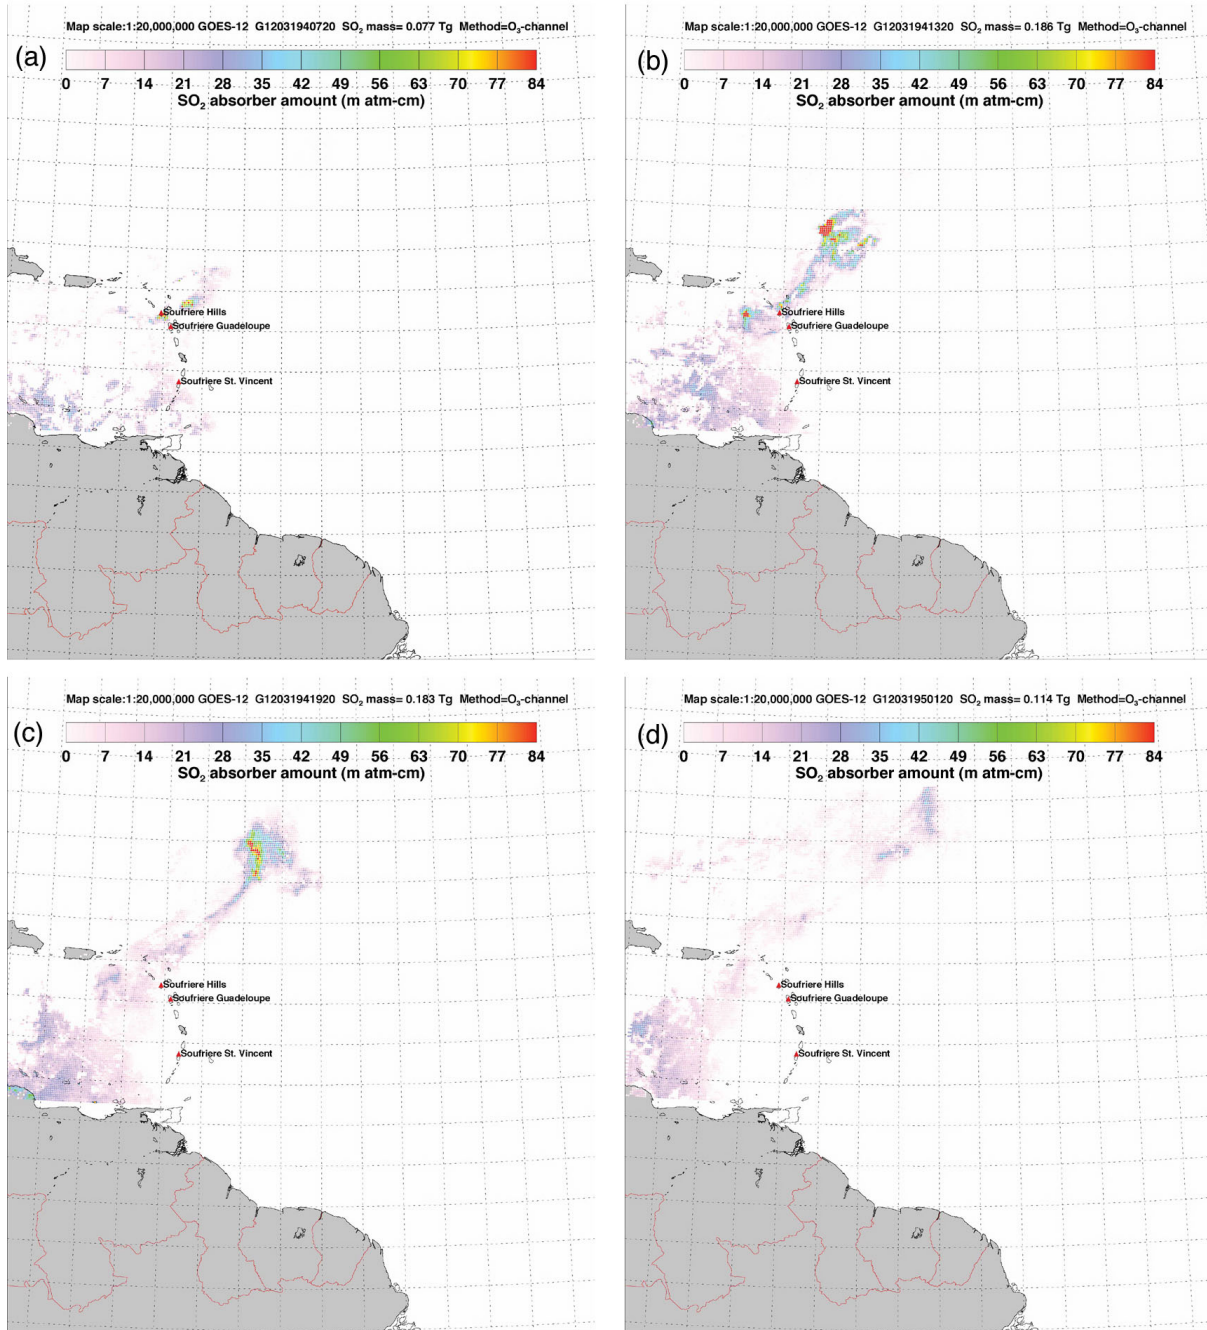 Map scale:1:20,000,000 GOES-12 G12031940720 SO2 mass= 0.077 Tg Method=O3-channel
(a)
0 7 14 21 28 35 42 49 56 63 70 77 84
SO2 absorber amount (m atm-cm)
Soufriere Hills
Soufriere Guadeloupe
Soufriere St. Vincent
Map scale:1:20,000,000 GOES-12 G12031941320 SO2 mass= 0.186 Tg Method=O3-channel
(b)
0 7 14 21 28 35 42 49 56 63 70 77 84
SO2 absorber amount (m atm-cm)
Soufriere Hills
Soufriere Guadeloupe
Soufriere St. Vincent
Map scale:1:20,000,000 GOES-12 G12031941920 SO2 mass= 0.183 Tg Method=O3-channel
(c)
0 7 14 21 28 35 42 49 56 63 70 77 84
SO2 absorber amount (m atm-cm)
Soufriere Hills
Soufriere Guadeloupe
Soufriere St. Vincent
Map scale:1:20,000,000 GOES-12 G12031950120 SO2 mass= 0.114 Tg Method=O3-channel
(d)
0 7 14 21 28 35 42 49 56 63 70 77 84
SO2 absorber amount (m atm-cm)
Soufriere Hills
Soufriere Guadeloupe
Soufriere St. Vincent